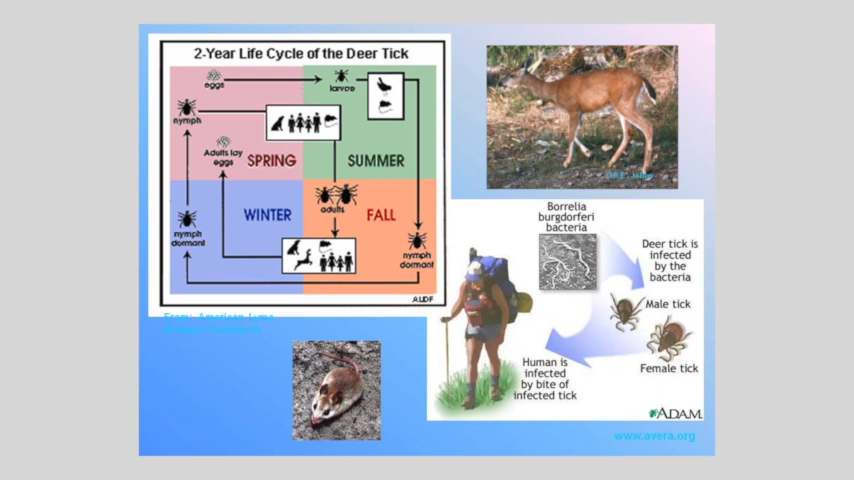 2-Year Life Cycle of the Deer Tick
eggs
larvae
nymph
Adults lay
eggs
SPRING
SUMMER
WINTER
FALL
adults
nymph
dormant
nymph
dormant
ALDF
From: American Lyme
Borrelia
burgdorferi
bacteria
Deer tick is
infected
by the
bacteria
Male tick
Female tick
Human is
infected
by bite of
infected tick
ADAM.
www.avera.org